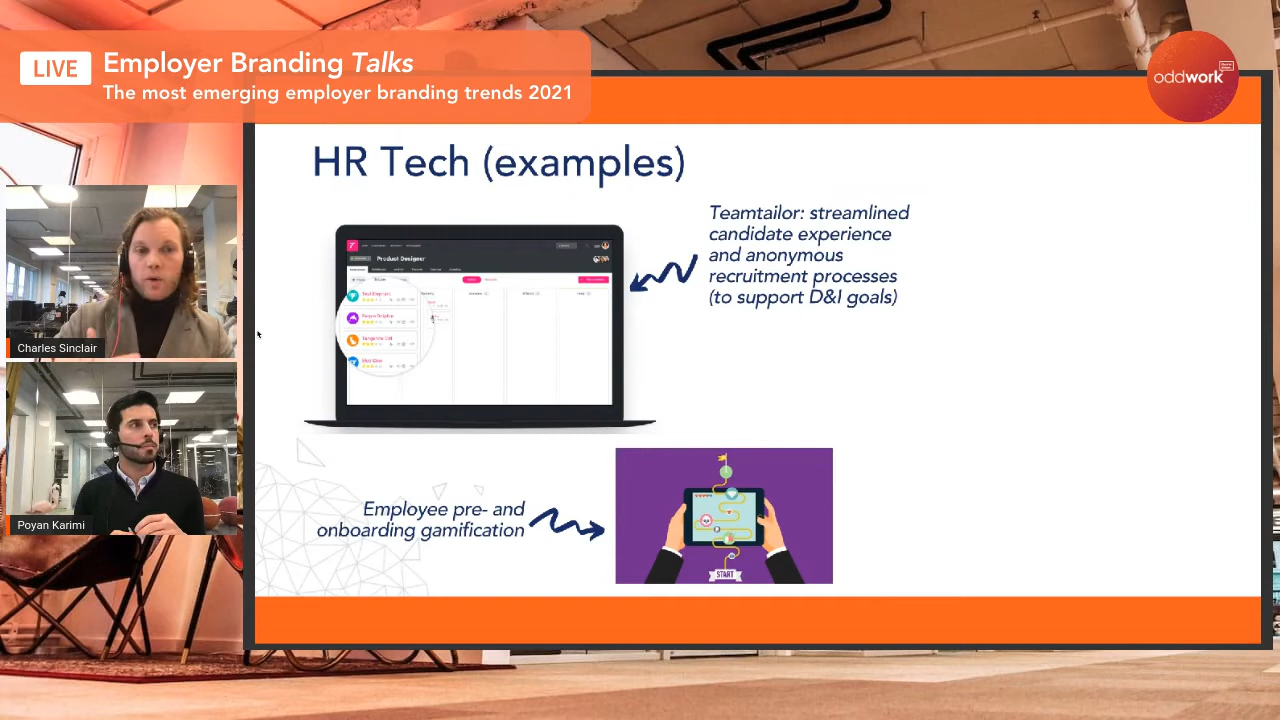 LIVE
Employer Branding Talks
The most emerging employer branding trends 2021
oddwork
HR Tech (examples)
Teamtailor: streamlined
candidate experience
and anonymous
recruitment processes
(to support D&I goals)
Product Designer
Charles Sinclair
Poyan Karimi
Employee pre- and
onboarding gamification
START